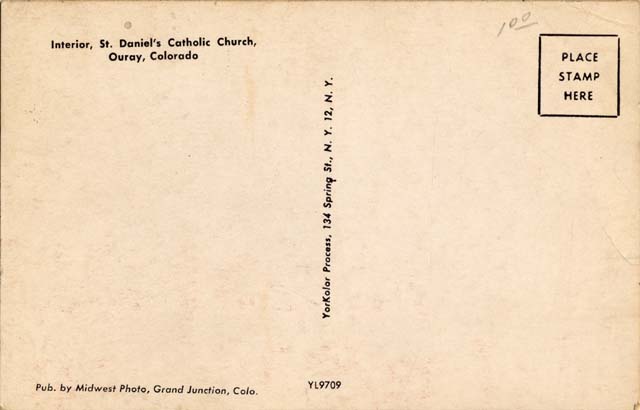 Interior, St. Daniel's Catholic Church,
Ouray, Colorado
100
PLACE
STAMP
HERE
YorKolor Process, 134 Spring St., N. Y. 12, N. Y.
Pub. by Midwest Photo, Grand Junction, Colo.
YL9709